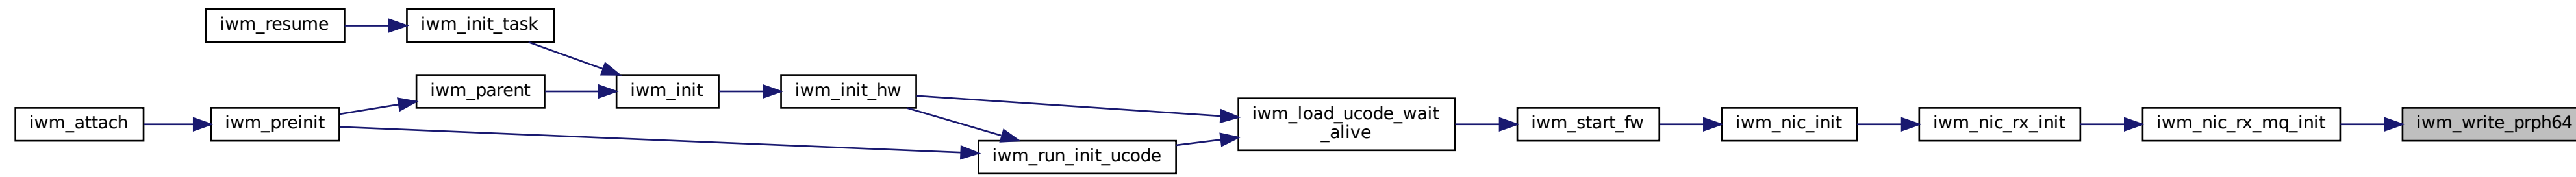 iwm_resume
iwm_init_task
iwm_attach
iwm_preinit
iwm_parent
iwm_init
iwm_init_hw
iwm_run_init_ucode
iwm_load_ucode_wait
_alive
iwm_start_fw
iwm_nic_init
iwm_nic_rx_init
iwm_nic_rx_mq_init
iwm_write_prph64